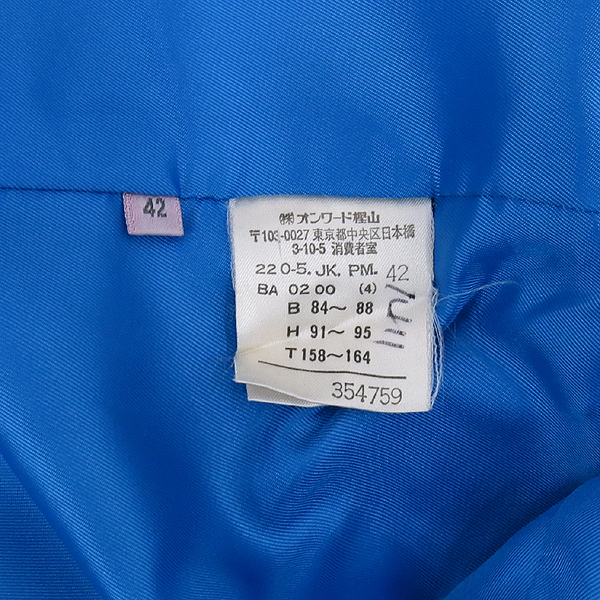 42
㈱オンワード樫山
〒103-0027 東京都中央区日本橋
3-10-5 消費者室
220-5. JK. PM. 42
BA 0200 (4)
B 84～ 88
H 91～ 95
T 158～164
354759